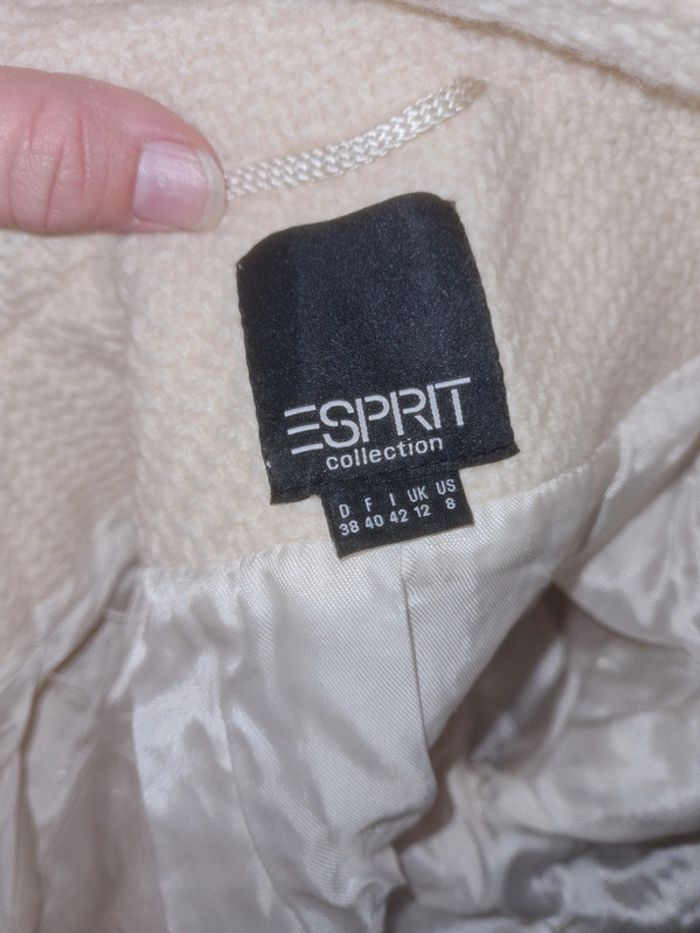 ESPRIT
collection
D F I UK US
38 40 42 12 8